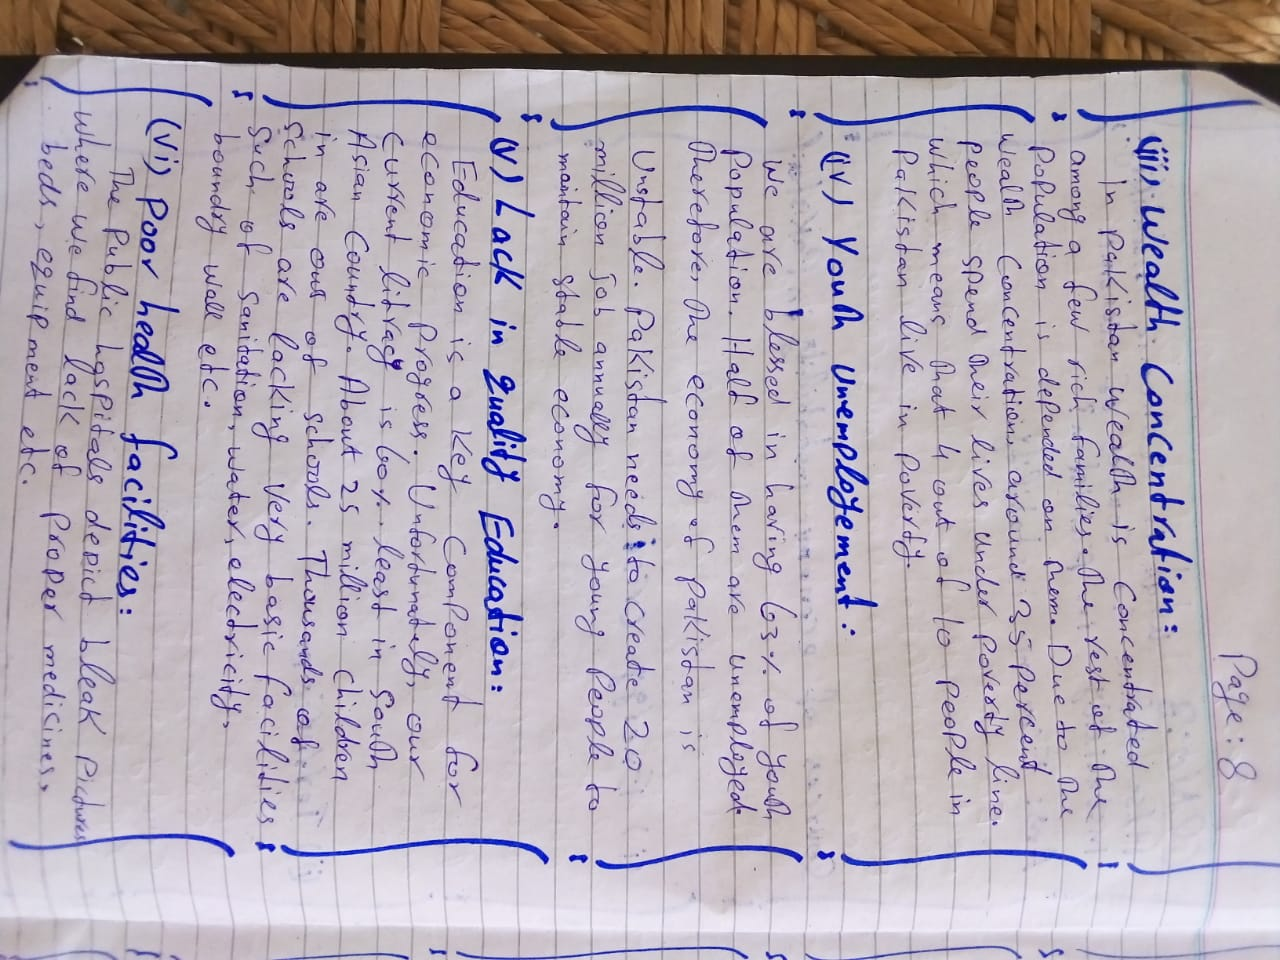 Page: 8
(iii) Wealth Concentration:
In Pakistan wealth is concentrated
among a few rich families. The rest of the
population is depended on them. Due to the
wealth concentration, around 35 percent
people spend their lives under poverty line.
which means that 4 out of 10 people in
Pakistan live in poverty.
(iv) Youth Unemployement:
We are blessed in having 63% of youth
Population. Half of them are unemployed.
Therefore, the economy of Pakistan is
Unstable. Pakistan needs to create 20
million Job annually for young People to
maintain stable economy.
(v) Lack in quality Education:
Education is a key component for
economic Progress. Unfortunately, our
current litracy is 60%. least in South
Asian Country. About 25 million children
in are out of schools. Thousands of
Schools are lacking very basic facilities
Such of sanitation, water, electricity,
boundry wall etc.
(vi) Poor health facilities:
The Public hospitals depict bleak Pictures
where we find lack of proper medicines,
beds, equipment etc.